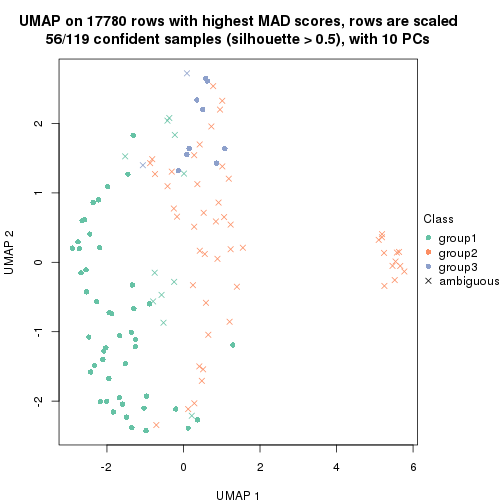 UMAP on 17780 rows with highest MAD scores, rows are scaled
56/119 confident samples (silhouette > 0.5), with 10 PCs
UMAP 2
2
1
0
-1
-2
-2
0
2
4
6
UMAP 1
Class
group1
group2
group3
ambiguous